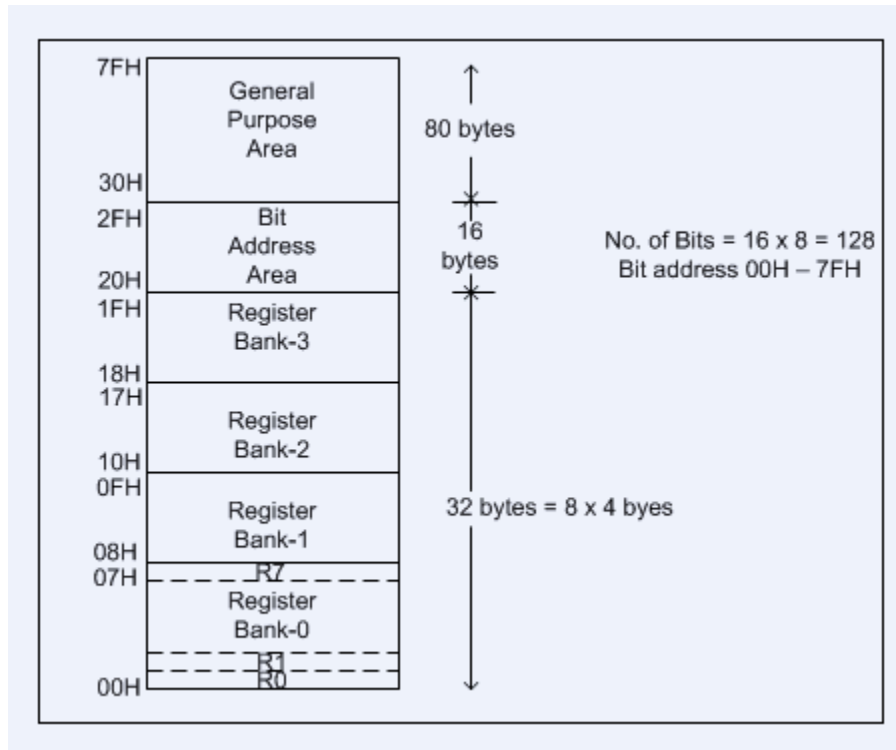 7FH
General
Purpose
Area
80 bytes
30H
2FH
Bit
Address
Area
16
bytes
No. of Bits = 16 x 8 = 128
Bit address 00H – 7FH
20H
1FH
Register
Bank-3
18H
17H
Register
Bank-2
10H
0FH
Register
Bank-1
32 bytes = 8 x 4 byes
08H
07H
R7
Register
Bank-0
R1
R0
00H